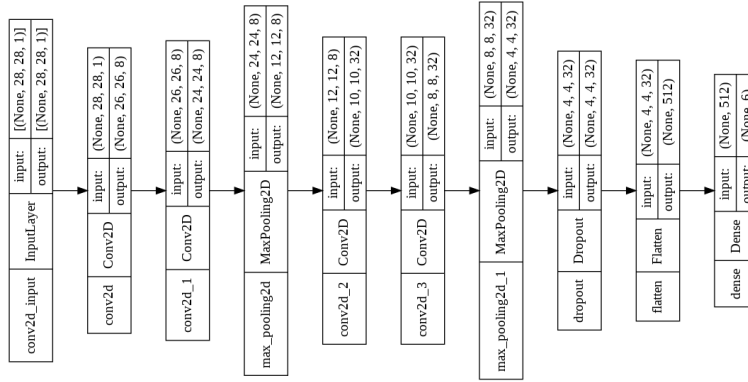 conv2d_input InputLayer input: [(None, 28, 28, 1)]
output: [(None, 28, 28, 1)]
conv2d Conv2D input: (None, 28, 28, 1)
output: (None, 26, 26, 8)
conv2d_1 Conv2D input: (None, 26, 26, 8)
output: (None, 24, 24, 8)
max_pooling2d MaxPooling2D input: (None, 24, 24, 8)
output: (None, 12, 12, 8)
conv2d_2 Conv2D input: (None, 12, 12, 8)
output: (None, 10, 10, 32)
conv2d_3 Conv2D input: (None, 10, 10, 32)
output: (None, 8, 8, 32)
max_pooling2d_1 MaxPooling2D input: (None, 8, 8, 32)
output: (None, 4, 4, 32)
dropout Dropout input: (None, 4, 4, 32)
output: (None, 4, 4, 32)
flatten Flatten input: (None, 4, 4, 32)
output: (None, 512)
dense Dense input: (None, 512)
output: (None, 6)